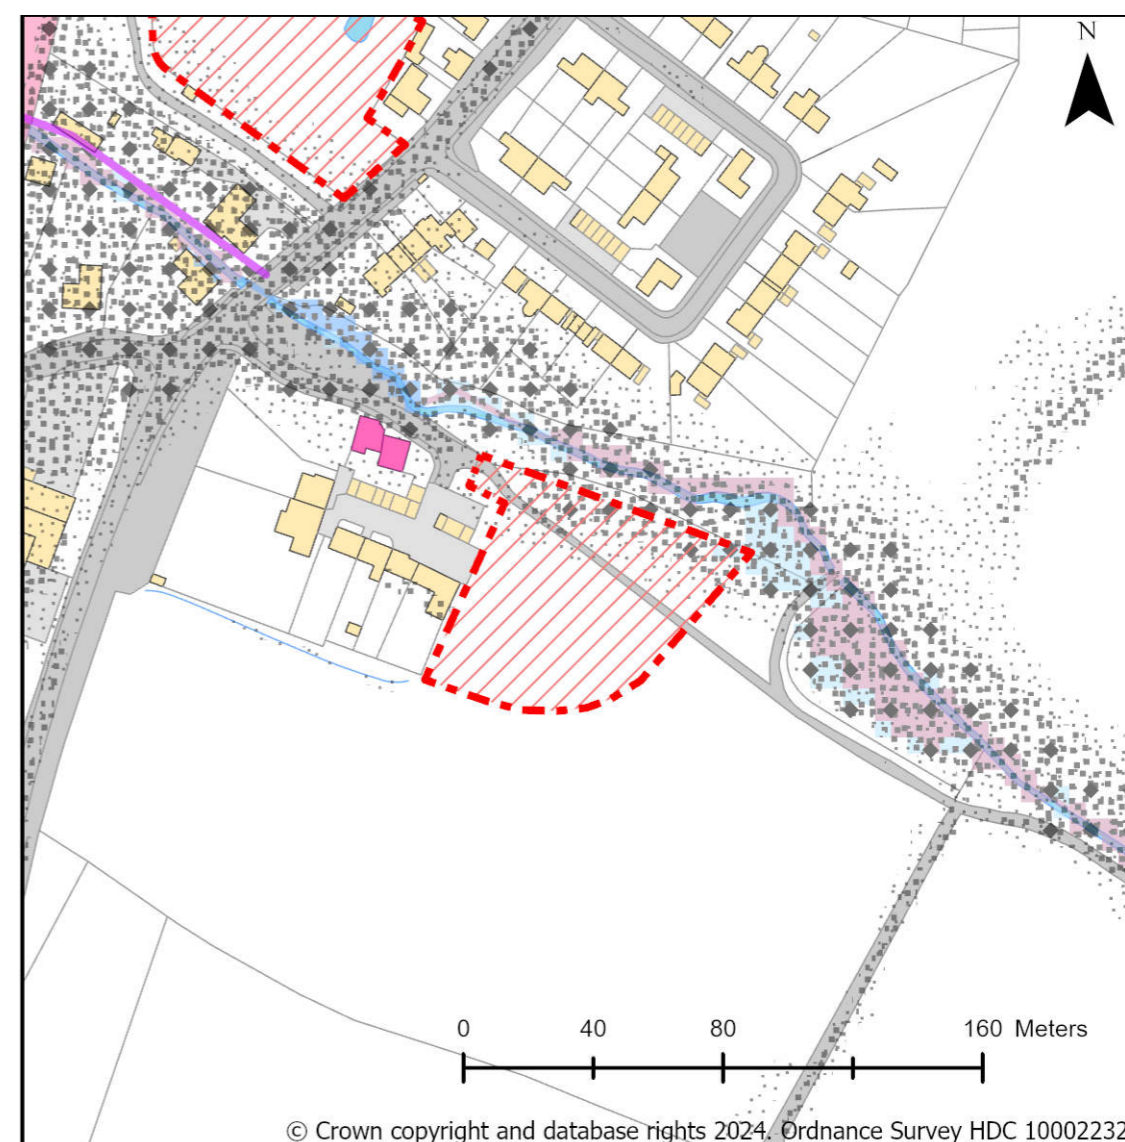 N
0 40 80 160 Meters
© Crown copyright and database rights 2024. Ordnance Survey HDC 10002232